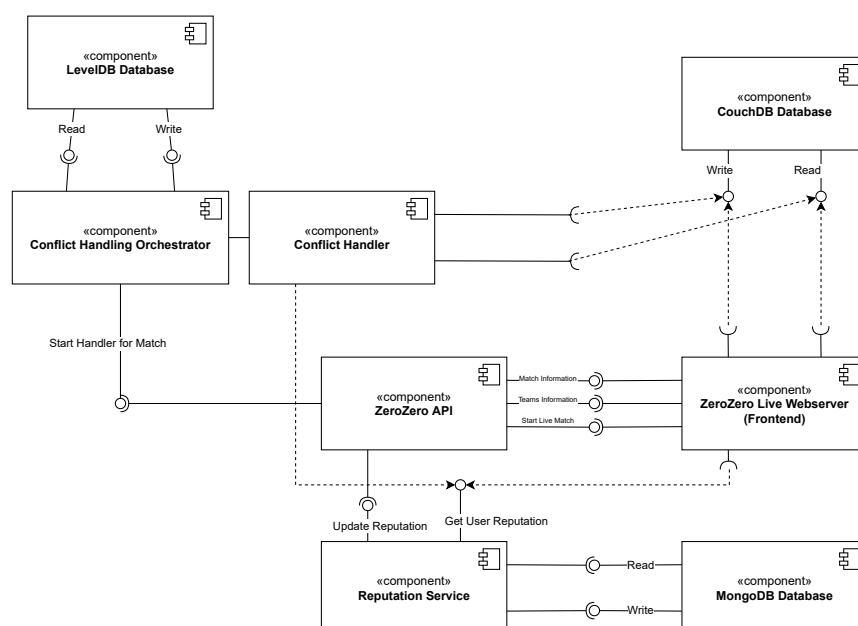 «component»
LevelDB Database
«component»
CouchDB Database
Read
Write
Write
Read
«component»
Conflict Handling Orchestrator
«component»
Conflict Handler
Start Handler for Match
«component»
ZeroZero API
Match Information
Teams Information
Start Live Match
«component»
ZeroZero Live Webserver
(Frontend)
Update Reputation
Get User Reputation
«component»
Reputation Service
Read
Write
«component»
MongoDB Database